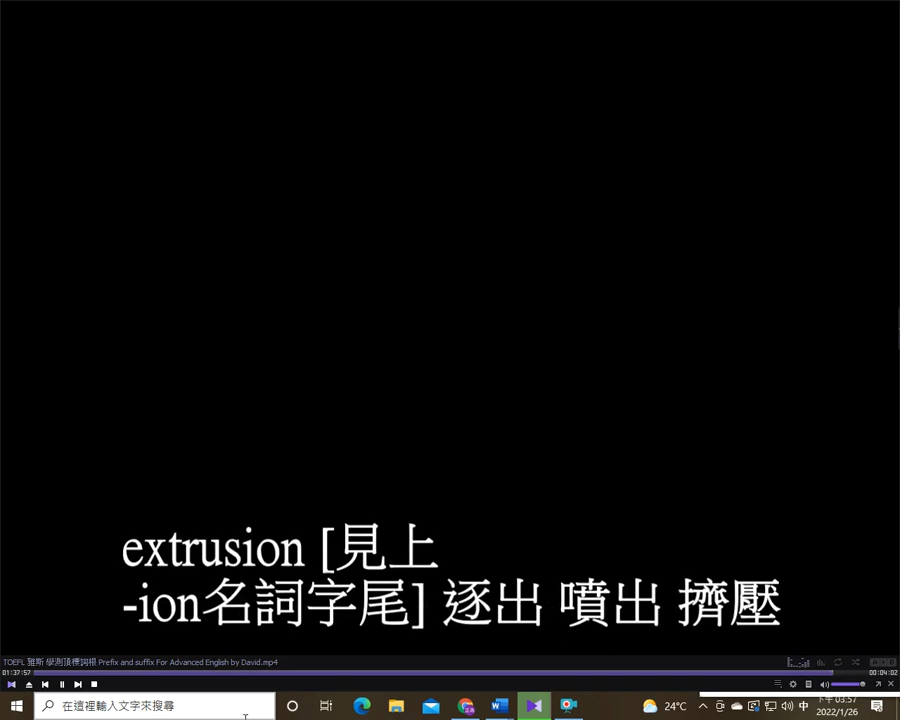 extrusion [見上
-ion名詞字尾] 逐出 噴出 擠壓
TOEFL 雅斯 學測頂標詞根 Prefix and suffix For Advanced English by David.mp4
01:37:57
00:04:02
在這裡輸入文字來搜尋
24°C
中
下午 03:57
2022/1/26